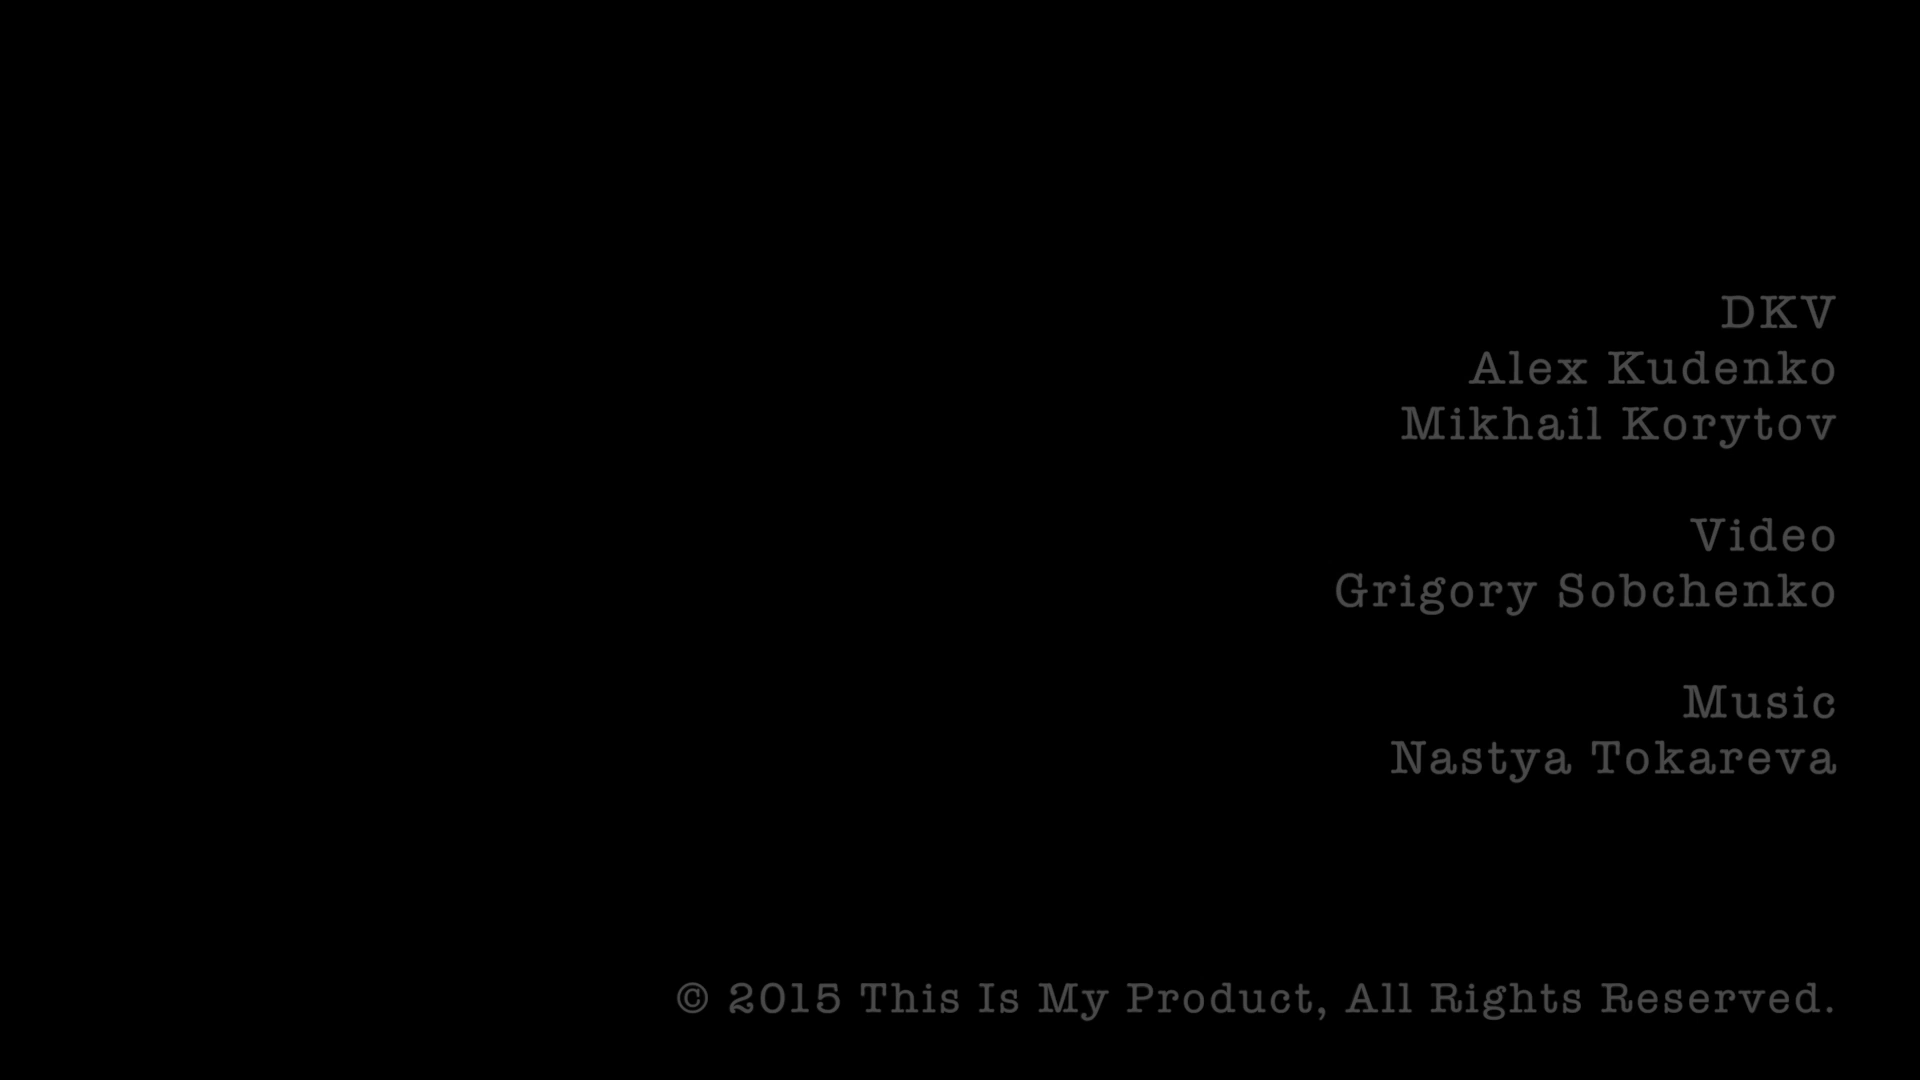 DKV
Alex Kudenko
Mikhail Korytov
Video
Grigory Sobchenko
Music
Nastya Tokareva
© 2015 This Is My Product, All Rights Reserved.